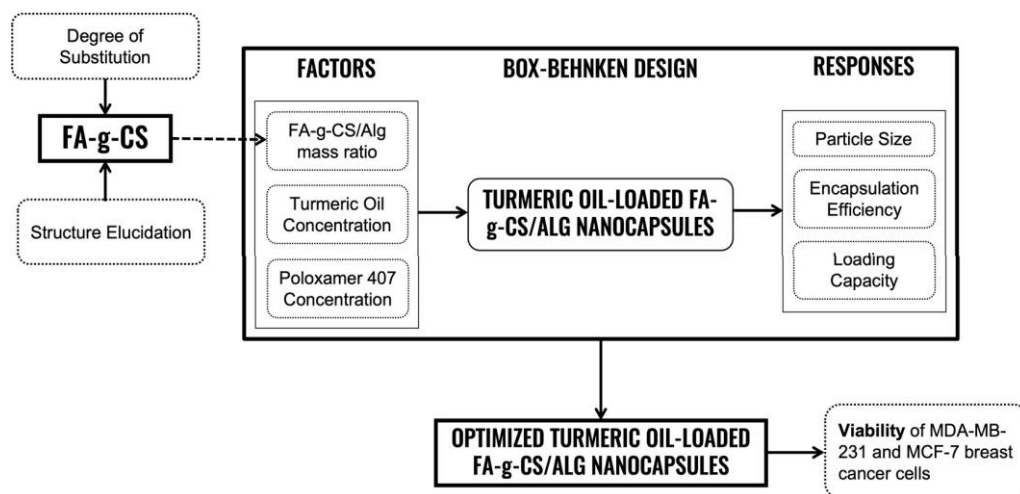 Degree of
Substitution
FA-g-CS
Structure Elucidation
FACTORS
BOX-BEHNKEN DESIGN
RESPONSES
FA-g-CS/Alg
mass ratio
Turmeric Oil
Concentration
Poloxamer 407
Concentration
TURMERIC OIL-LOADED FA-
g-CS/ALG NANOCAPSULES
Particle Size
Encapsulation
Efficiency
Loading
Capacity
OPTIMIZED TURMERIC OIL-LOADED
FA-g-CS/ALG NANOCAPSULES
Viability of MDA-MB-
231 and MCF-7 breast
cancer cells